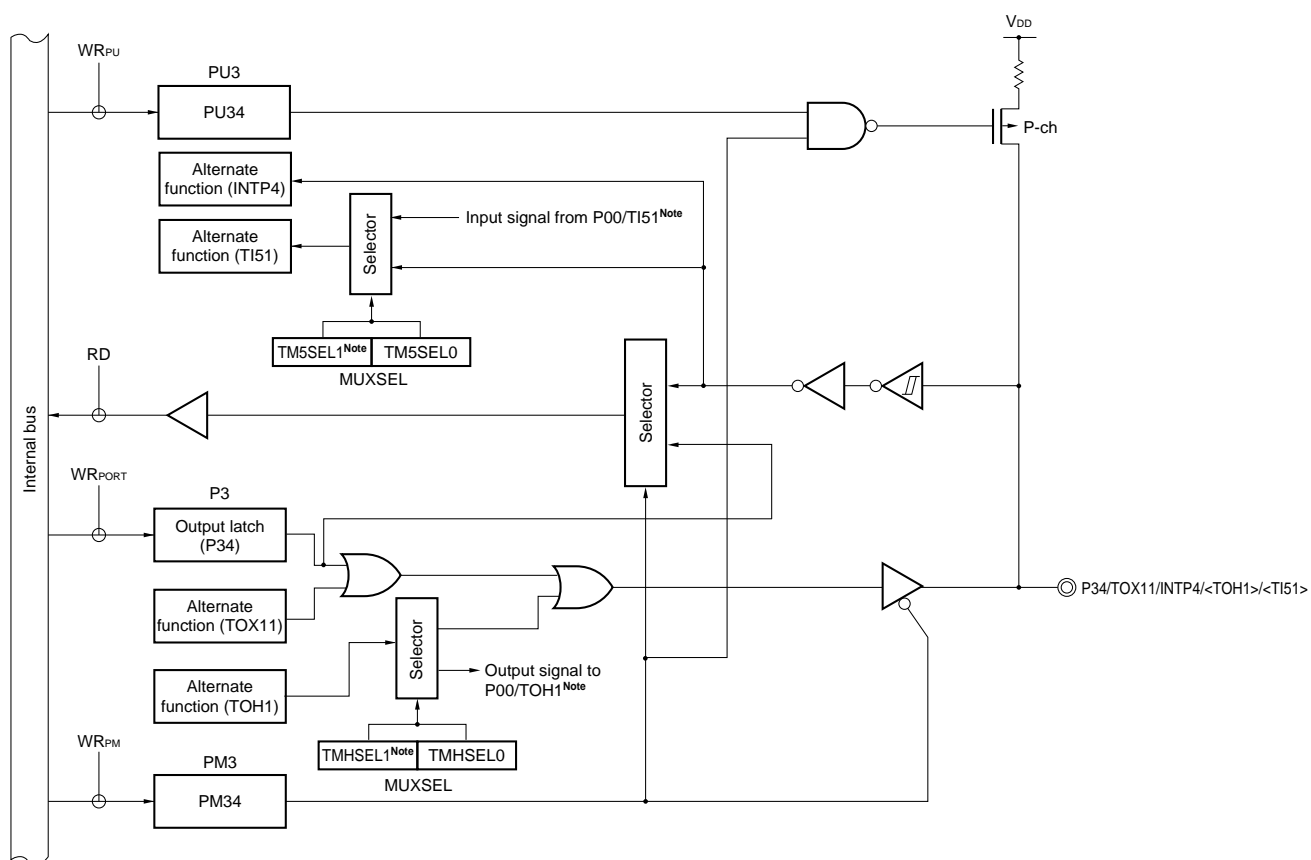 VDD
WRPU
PU3
PU34
P-ch
Alternate
function (INTP4)
Selector
Input signal from P00/TI51Note
Alternate
function (TI51)
TM5SEL1Note TM5SEL0
MUXSEL
RD
Selector
Internal bus
WRPORT
P3
Output latch
(P34)
P34/TOX11/INTP4/<TOH1>/<TI51>
Alternate
function (TOX11)
Selector
Output signal to
P00/TOH1Note
Alternate
function (TOH1)
WRPM
TMHSEL1Note TMHSEL0
MUXSEL
PM3
PM34